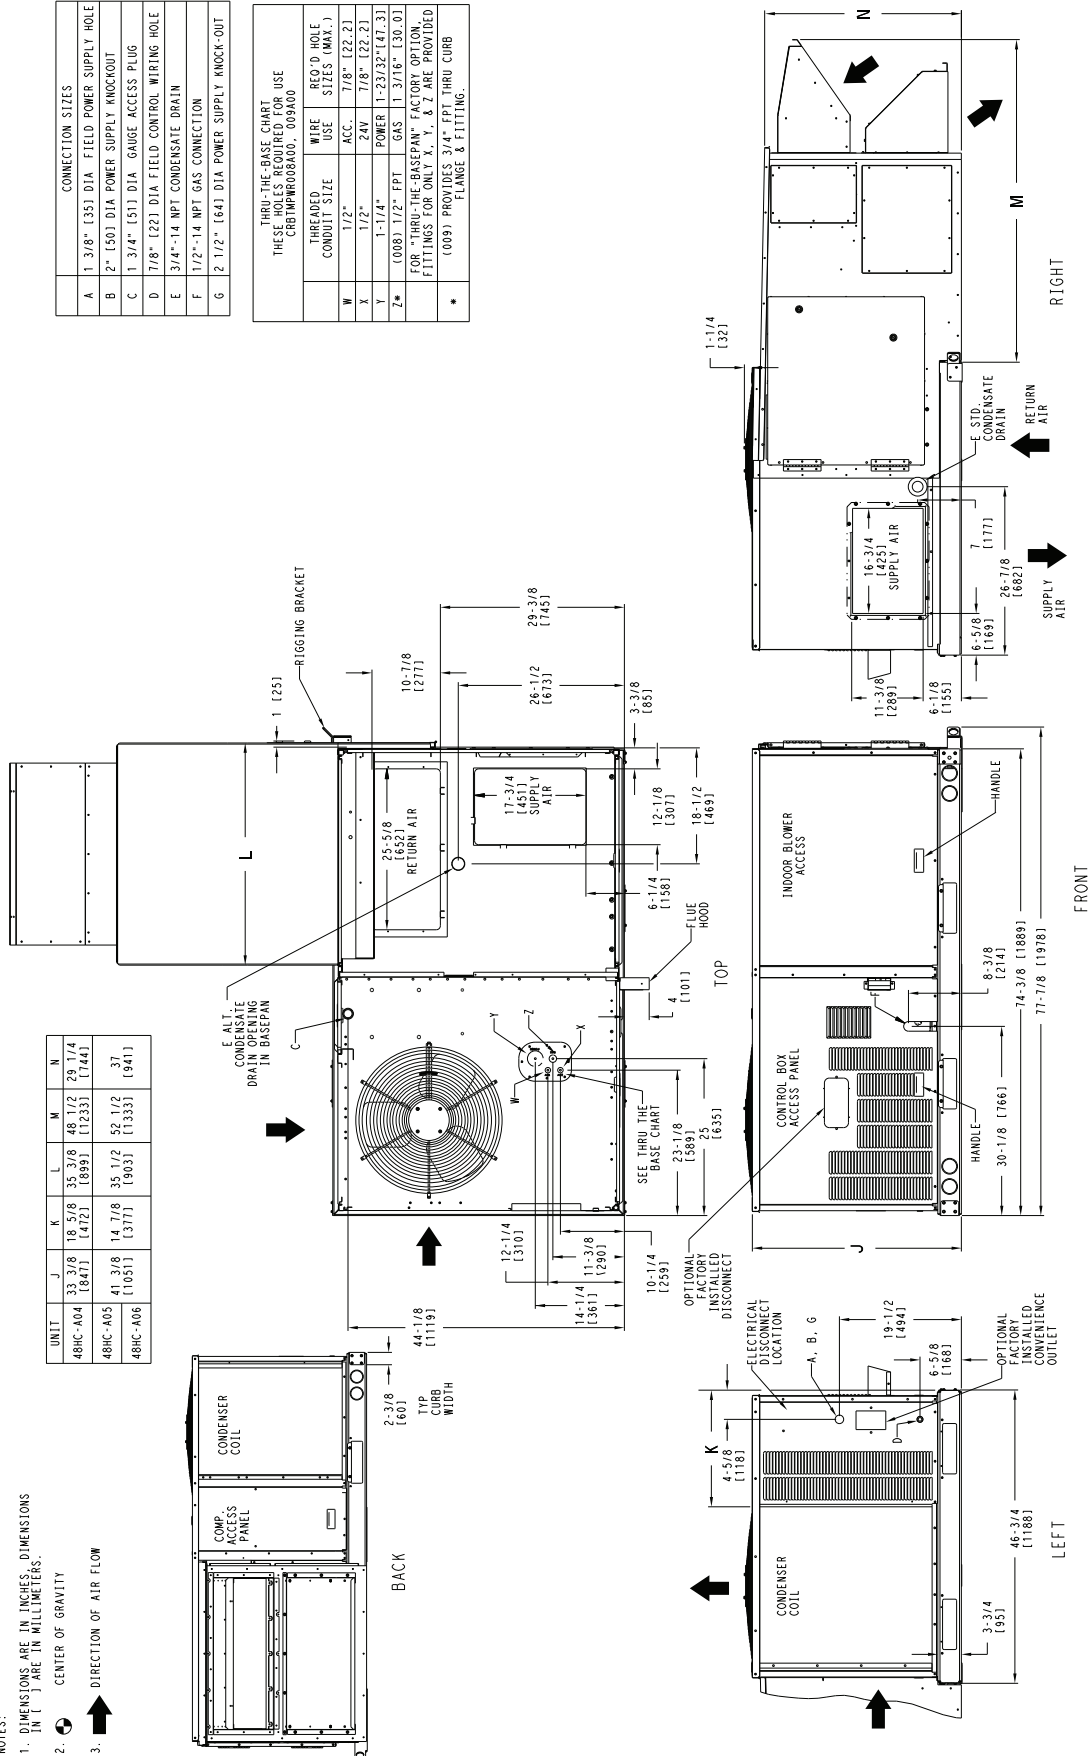 NOTES:
1. DIMENSIONS ARE IN INCHES, DIMENSIONS
IN [ ] ARE IN MILLIMETERS.
2. CENTER OF GRAVITY
3. DIRECTION OF AIR FLOW
UNIT J K L M N
48HC-A04 33 3/8 [847] 18 5/8 [472] 35 3/8 [899] 48 1/2 [1233] 29 1/4 [744]
48HC-A05
48HC-A06
41 3/8 [1051] 14 7/8 [377] 35 1/2 [903] 52 1/2 [1333] 37 [941]
CONNECTION SIZES
A 1 3/8" [35] DIA FIELD POWER SUPPLY HOLE
B 2" [50] DIA POWER SUPPLY KNOCKOUT
C 1 3/4" [51] DIA GAUGE ACCESS PLUG
D 7/8" [22] DIA FIELD CONTROL WIRING HOLE
E 3/4"-14 NPT CONDENSATE DRAIN
F 1/2"-14 NPT GAS CONNECTION
G 2 1/2" [64] DIA POWER SUPPLY KNOCK-OUT
THRU-THE-BASE CHART
THESE HOLES REQUIRED FOR USE
CRBTMPWR008A00, 009A00
THREADED CONDUIT SIZE WIRE USE REQ'D HOLE SIZES (MAX.)
W 1/2" ACC. 7/8" [22.2]
X 1/2" 24V 7/8" [22.2]
Y 1-1/4" POWER 1-23/32"[47.3]
Z* (008) 1/2" FPT GAS 1 3/16" [30.0]
FOR "THRU-THE-BASEPAN" FACTORY OPTION,
FITTINGS FOR ONLY X, Y, & Z ARE PROVIDED
* (009) PROVIDES 3/4" FPT THRU CURB
FLANGE & FITTING.
COMP.
ACCESS
PANEL
CONDENSER
COIL
2-3/8
[60]
TYP
CURB
WIDTH
BACK
L
1 [25]
RIGGING BRACKET
E ALT.
CONDENSATE
DRAIN OPENING
IN BASEPAN
C
25-5/8
[652]
RETURN AIR
17-3/4
[451]
SUPPLY
AIR
10-7/8
[277]
29-3/8
[745]
26-1/2
[673]
3-3/8
[85]
12-1/8
[307]
18-1/2
[469]
6-1/4
[158]
FLUE
HOOD
4
[101]
Y
Z
X
W
SEE THRU THE
BASE CHART
23-1/8
[589]
25
[635]
44-1/8
[1119]
12-1/4
[310]
14-1/4
[361]
11-3/8
[290]
10-1/4
[259]
TOP
CONDENSER
COIL
K
4-5/8
[118]
ELECTRICAL
DISCONNECT
LOCATION
A, B, G
D
19-1/2
[494]
6-5/8
[168]
OPTIONAL
FACTORY
INSTALLED
CONVENIENCE
OUTLET
3-3/4
[95]
46-3/4
[1188]
LEFT
OPTIONAL
FACTORY
INSTALLED
DISCONNECT
J
CONTROL BOX
ACCESS PANEL
INDOOR BLOWER
ACCESS
F
HANDLE
HANDLE
8-3/8
[214]
30-1/8 [766]
74-3/8 [1889]
77-7/8 [1978]
FRONT
1-1/4
[32]
16-3/4
[425]
SUPPLY AIR
11-3/8
[289]
6-1/8
[155]
6-5/8
[169]
26-7/8
[682]
7
[177]
E STD.
CONDENSATE
DRAIN
RETURN
AIR
SUPPLY
AIR
M
N
RIGHT